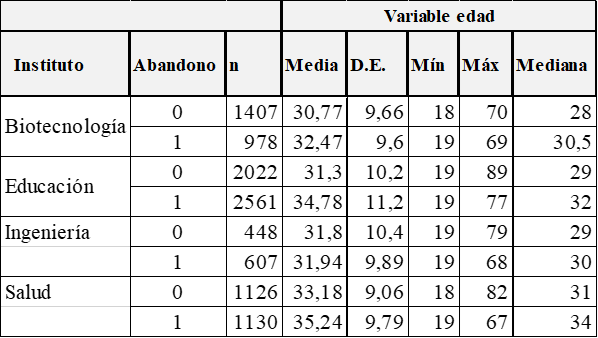 Variable edad
Instituto Abandono n Media D.E. Mín Máx Mediana
Biotecnología 0 1407 30,77 9,66 18 70 28
1 978 32,47 9,6 19 69 30,5
Educación 0 2022 31,3 10,2 19 89 29
1 2561 34,78 11,2 19 77 32
Ingeniería 0 448 31,8 10,4 19 79 29
1 607 31,94 9,89 19 68 30
Salud 0 1126 33,18 9,06 18 82 31
1 1130 35,24 9,79 19 67 34